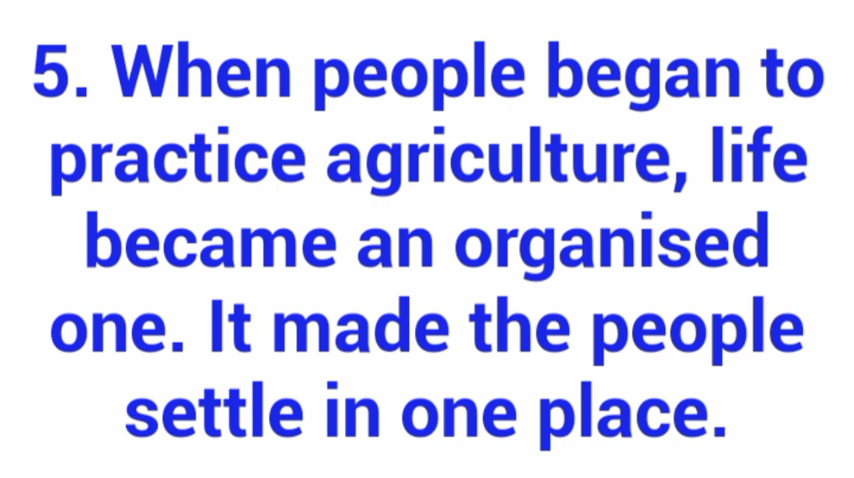 5. When people began to
practice agriculture, life
became an organised
one. It made the people
settle in one place.